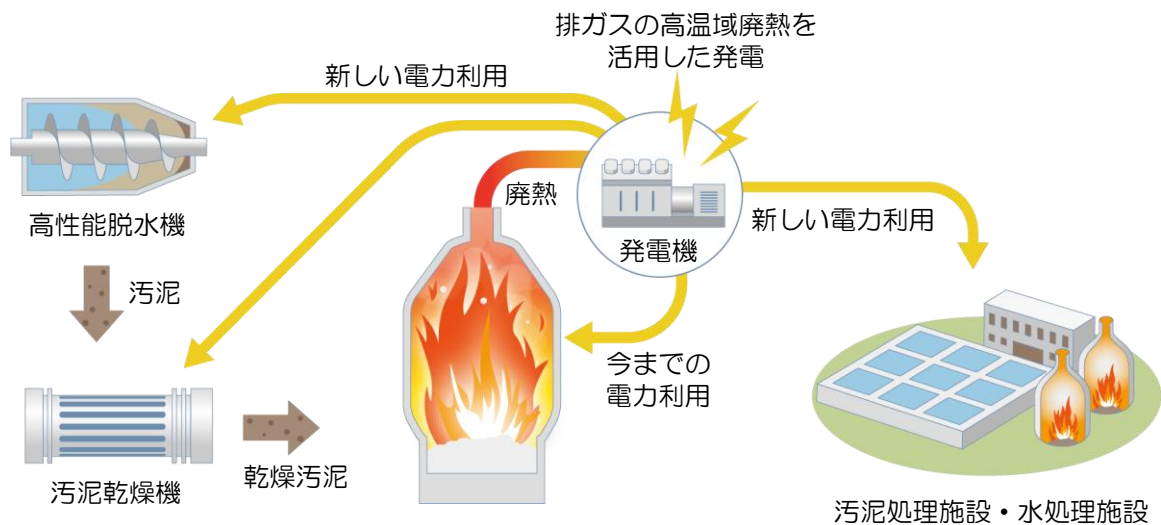 排ガスの高温域廃熱を
活用した発電
新しい電力利用
廃熱
高性能脱水機
発電機
新しい電力利用
汚泥
今までの
電力利用
汚泥乾燥機
乾燥汚泥
汚泥処理施設・水処理施設